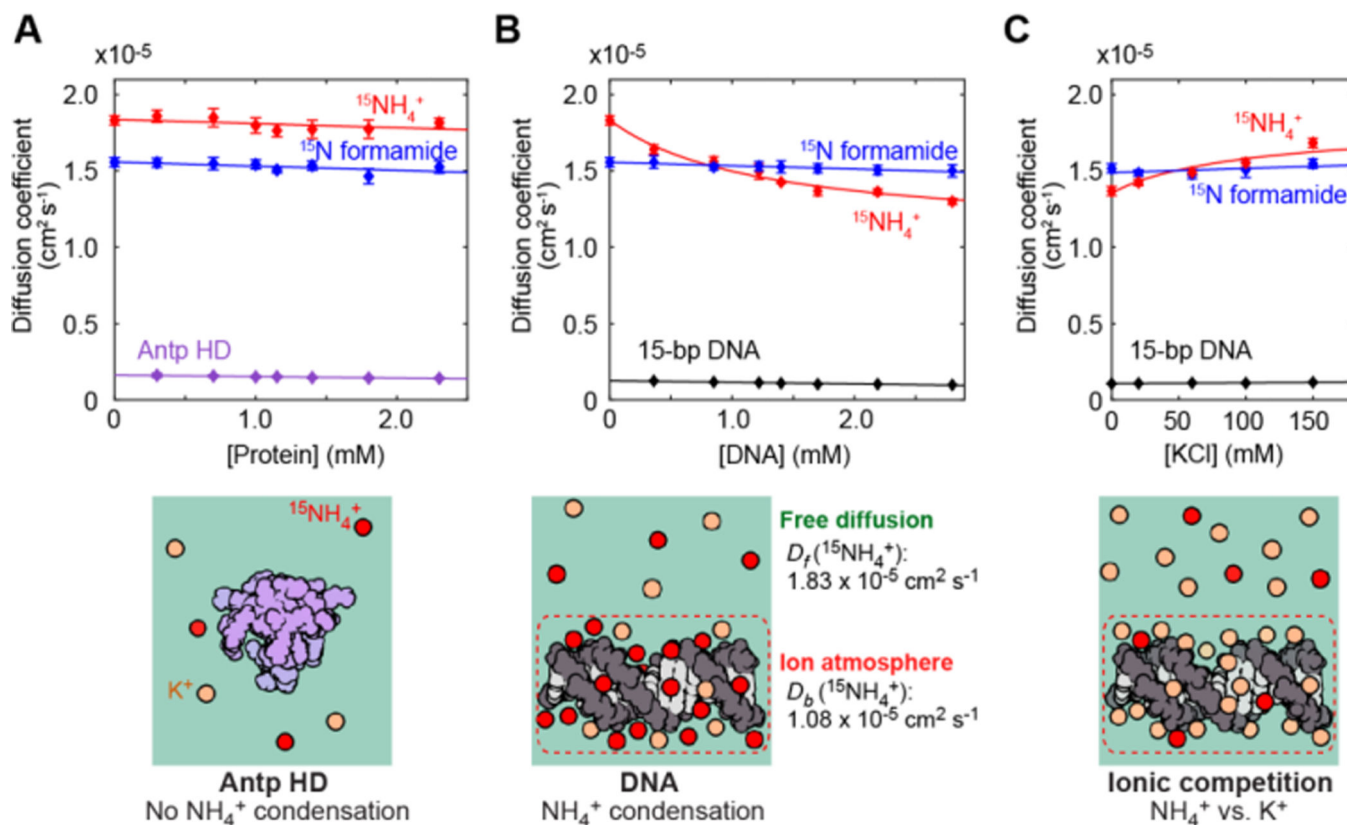 A
x10⁻⁵
Diffusion coefficient
(cm² s⁻¹)
2.0
1.5
1.0
0.5
0
¹⁵NH₄⁺
¹⁵N formamide
Antp HD
0 1.0 2.0
[Protein] (mM)
B
x10⁻⁵
Diffusion coefficient
(cm² s⁻¹)
2.0
1.5
1.0
0.5
0
¹⁵N formamide
¹⁵NH₄⁺
15-bp DNA
0 1.0 2.0
[DNA] (mM)
C
x10⁻⁵
Diffusion coefficient
(cm² s⁻¹)
2.0
1.5
1.0
0.5
0
¹⁵NH₄⁺
¹⁵N formamide
15-bp DNA
0 50 100 150
[KCl] (mM)
¹⁵NH₄⁺
K⁺
Antp HD
No NH₄⁺ condensation
Free diffusion
D_f(¹⁵NH₄⁺):
1.83 x 10⁻⁵ cm² s⁻¹
Ion atmosphere
D_b(¹⁵NH₄⁺):
1.08 x 10⁻⁵ cm² s⁻¹
DNA
NH₄⁺ condensation
Ionic competition
NH₄⁺ vs. K⁺